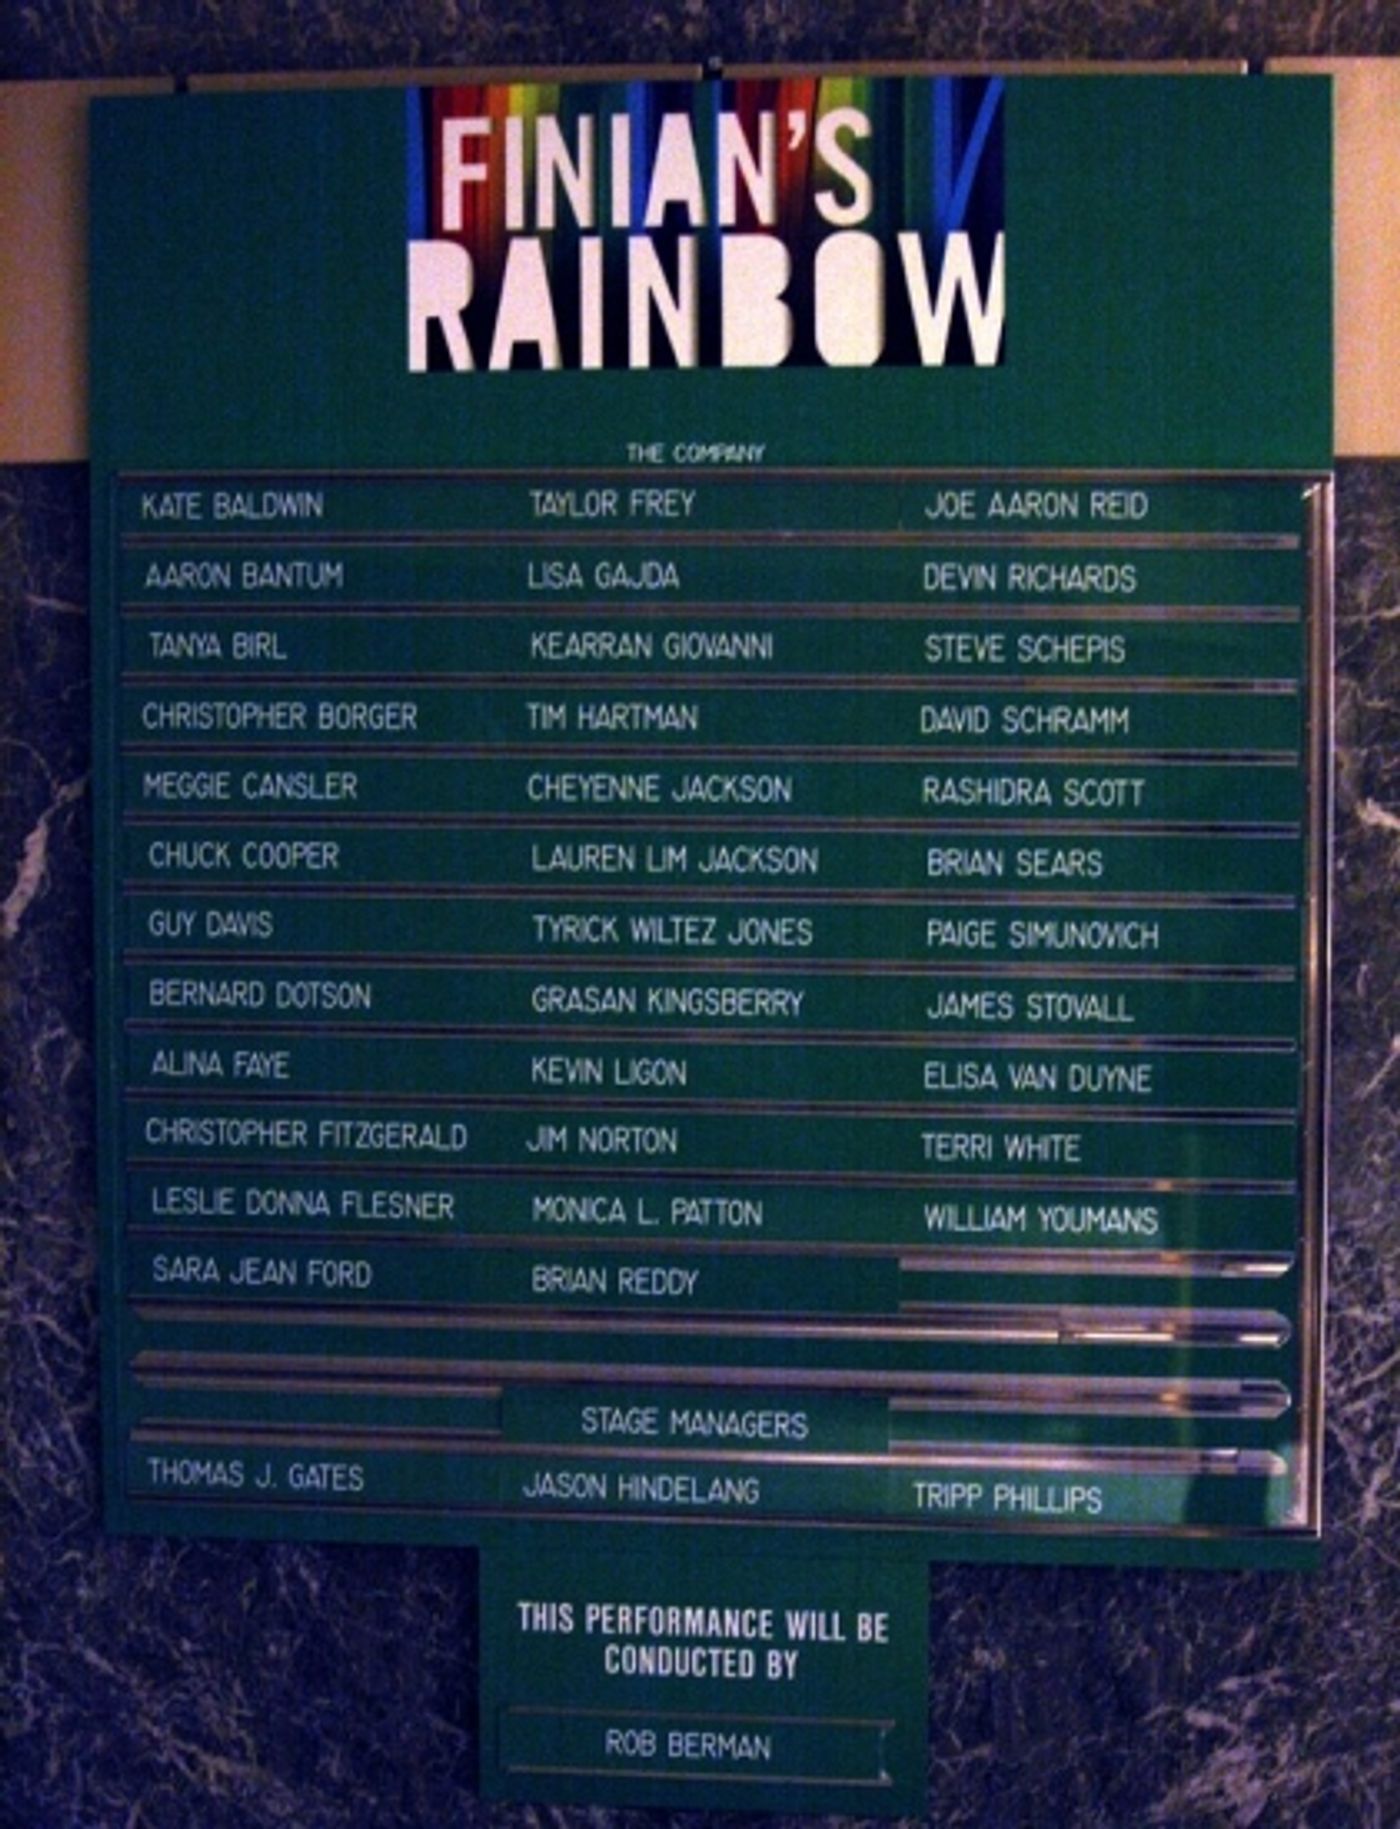 FINIAN'S
RAINBOW
THE COMPANY
KATE BALDWIN TAYLOR FREY JOE AARON REID
AARON BANTUM LISA GAJDA DEVIN RICHARDS
TANYA BIRL KEARRAN GIOVANNI STEVE SCHEPIS
CHRISTOPHER BORGER TIM HARTMAN DAVID SCHRAMM
MEGGIE CANSLER CHEYENNE JACKSON RASHIDRA SCOTT
CHUCK COOPER LAUREN LIM JACKSON BRIAN SEARS
GUY DAVIS TYRICK WILTEZ JONES PAIGE SIMUNOVICH
BERNARD DOTSON GRASAN KINGSBERRY JAMES STOVALL
ALINA FAYE KEVIN LIGON ELISA VAN DUYNE
CHRISTOPHER FITZGERALD JIM NORTON TERRI WHITE
LESLIE DONNA FLESNER MONICA L. PATTON WILLIAM YOUMANS
SARA JEAN FORD BRIAN REDDY
STAGE MANAGERS
THOMAS J. GATES JASON HINDELANG TRIPP PHILLIPS
THIS PERFORMANCE WILL BE
CONDUCTED BY
ROB BERMAN